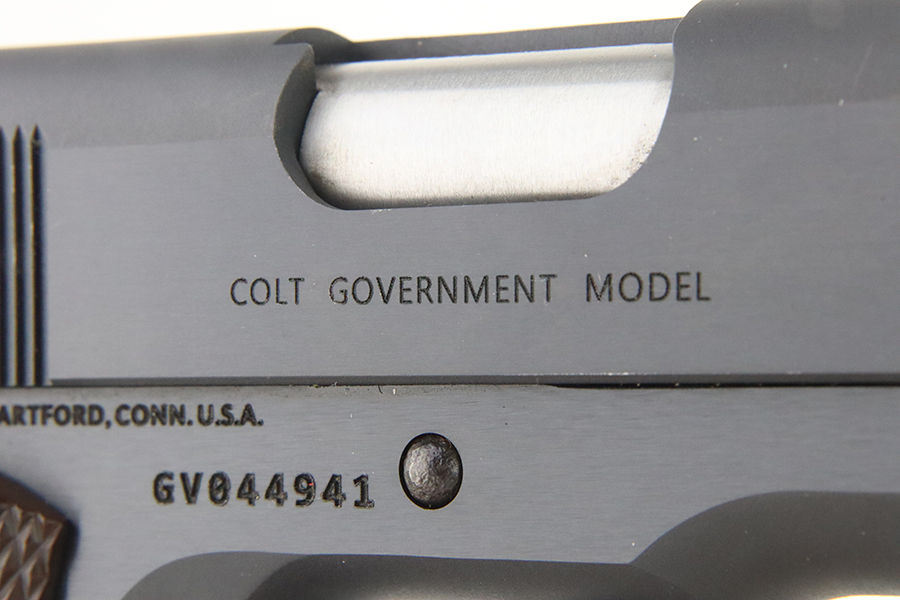 COLT GOVERNMENT MODEL
ARTFORD, CONN. U.S.A.
GV044941